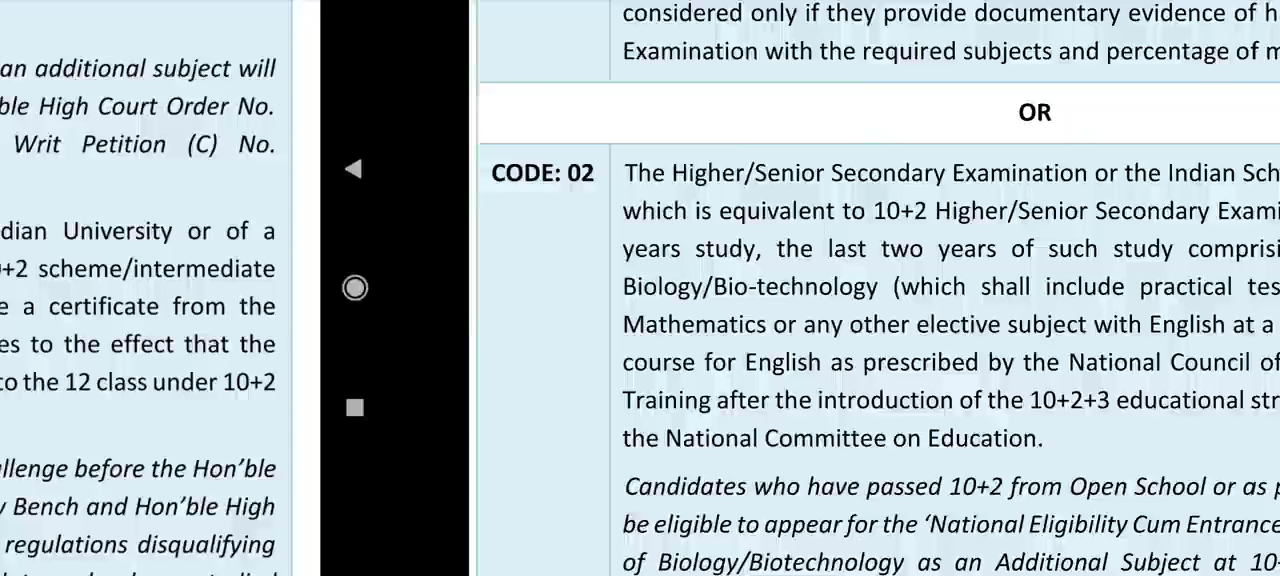 an additional subject will
ble High Court Order No.
Writ Petition (C) No.
dian University or of a
+2 scheme/intermediate
e a certificate from the
es to the effect that the
to the 12 class under 10+2
allenge before the Hon’ble
y Bench and Hon’ble High
regulations disqualifying
considered only if they provide documentary evidence of h
Examination with the required subjects and percentage of m
OR
CODE: 02
The Higher/Senior Secondary Examination or the Indian Sch
which is equivalent to 10+2 Higher/Senior Secondary Exami
years study, the last two years of such study comprisi
Biology/Bio-technology (which shall include practical tes
Mathematics or any other elective subject with English at a
course for English as prescribed by the National Council of
Training after the introduction of the 10+2+3 educational str
the National Committee on Education.
Candidates who have passed 10+2 from Open School or as p
be eligible to appear for the ‘National Eligibility Cum Entrance
of Biology/Biotechnology as an Additional Subject at 10-